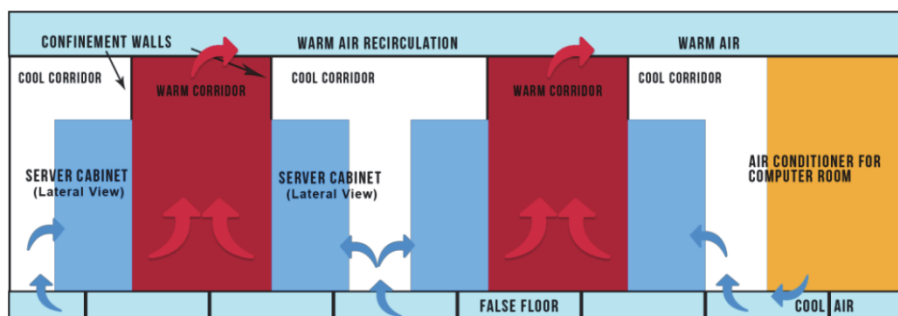 CONFINEMENT WALLS
WARM AIR RECIRCULATION
WARM AIR
COOL CORRIDOR
WARM CORRIDOR
COOL CORRIDOR
WARM CORRIDOR
COOL CORRIDOR
SERVER CABINET
(Lateral View)
SERVER CABINET
(Lateral View)
AIR CONDITIONER FOR
COMPUTER ROOM
FALSE FLOOR
COOL AIR